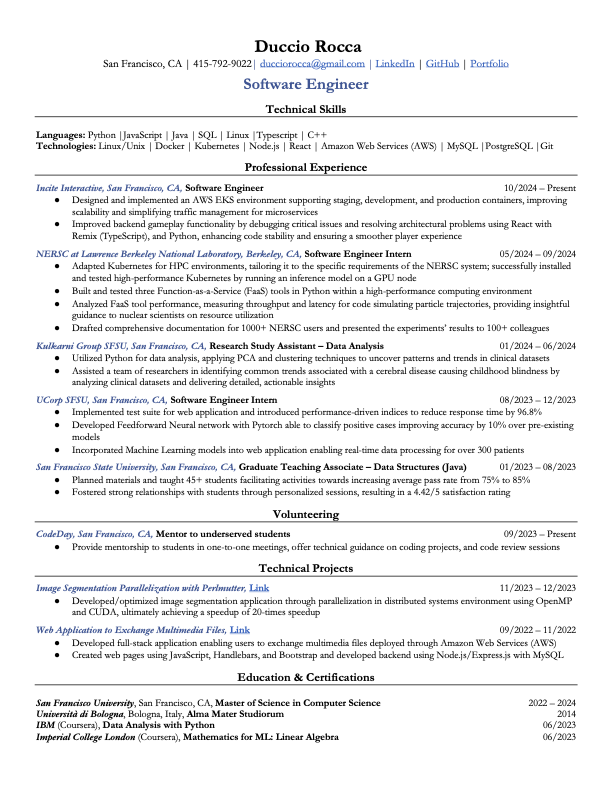 Duccio Rocca
San Francisco, CA | 415-792-9022| ducciorocca@gmail.com | LinkedIn | GitHub | Portfolio
Software Engineer
Technical Skills
Languages: Python |JavaScript | Java | SQL | Linux |Typescript | C++
Technologies: Linux/Unix | Docker | Kubernetes | Node.js | React | Amazon Web Services (AWS) | MySQL |PostgreSQL |Git
Professional Experience
Incite Interactive, San Francisco, CA, Software Engineer 10/2024 – Present
● Designed and implemented an AWS EKS environment supporting staging, development, and production containers, improving
scalability and simplifying traffic management for microservices
● Improved backend gameplay functionality by debugging critical issues and resolving architectural problems using React with
Remix (TypeScript), and Python, enhancing code stability and ensuring a smoother player experience
NERSC at Lawrence Berkeley National Laboratory, Berkeley, CA, Software Engineer Intern 05/2024 – 09/2024
● Adapted Kubernetes for HPC environments, tailoring it to the specific requirements of the NERSC system; successfully installed
and tested high-performance Kubernetes by running an inference model on a GPU node
● Built and tested three Function-as-a-Service (FaaS) tools in Python within a high-performance computing environment
● Analyzed FaaS tool performance, measuring throughput and latency for code simulating particle trajectories, providing insightful
guidance to nuclear scientists on resource utilization
● Drafted comprehensive documentation for 1000+ NERSC users and presented the experiments' results to 100+ colleagues
Kulkarni Group SFSU, San Francisco, CA, Research Study Assistant – Data Analysis 01/2024 – 06/2024
● Utilized Python for data analysis, applying PCA and clustering techniques to uncover patterns and trends in clinical datasets
● Assisted a team of researchers in identifying common trends associated with a cerebral disease causing childhood blindness by
analyzing clinical datasets and delivering detailed, actionable insights
UCorp SFSU, San Francisco, CA, Software Engineer Intern 08/2023 – 12/2023
● Implemented test suite for web application and introduced performance-driven indices to reduce response time by 96.8%
● Developed Feedforward Neural network with Pytorch able to classify positive cases improving accuracy by 10% over pre-existing
models
● Incorporated Machine Learning models into web application enabling real-time data processing for over 300 patients
San Francisco State University, San Francisco, CA, Graduate Teaching Associate – Data Structures (Java) 01/2023 – 08/2023
● Planned materials and taught 45+ students facilitating activities towards increasing average pass rate from 75% to 85%
● Fostered strong relationships with students through personalized sessions, resulting in a 4.42/5 satisfaction rating
Volunteering
CodeDay, San Francisco, CA, Mentor to underserved students 09/2023 – Present
● Provide mentorship to students in one-to-one meetings, offer technical guidance on coding projects, and code review sessions
Technical Projects
Image Segmentation Parallelization with Perlmutter, Link 11/2023 – 12/2023
● Developed/optimized image segmentation application through parallelization in distributed systems environment using OpenMP
and CUDA, ultimately achieving a speedup of 20-times speedup
Web Application to Exchange Multimedia Files, Link 09/2022 – 11/2022
● Developed full-stack application enabling users to exchange multimedia files deployed through Amazon Web Services (AWS)
● Created web pages using JavaScript, Handlebars, and Bootstrap and developed backend using Node.js/Express.js with MySQL
Education & Certifications
San Francisco University, San Francisco, CA, Master of Science in Computer Science 2022 – 2024
Università di Bologna, Bologna, Italy, Alma Mater Studiorum 2014
IBM (Coursera), Data Analysis with Python 06/2023
Imperial College London (Coursera), Mathematics for ML: Linear Algebra 06/2023